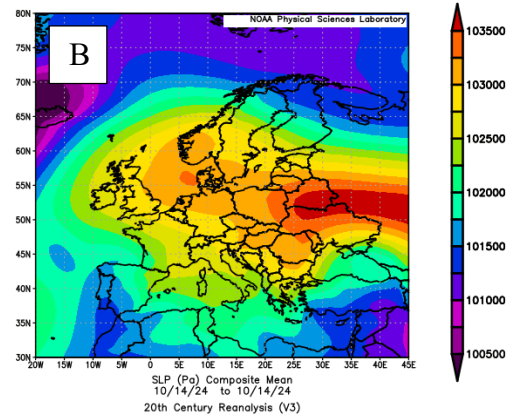 NOAA Physical Sciences Laboratory
B
80N
75N
70N
65N
60N
55N
50N
45N
40N
35N
30N
20W 15W 10W 5W 0 5E 10E 15E 20E 25E 30E 35E 40E 45E
103500
103000
102500
102000
101500
101000
100500
SLP (Pa) Composite Mean
10/14/24 to 10/14/24
20th Century Reanalysis (V3)